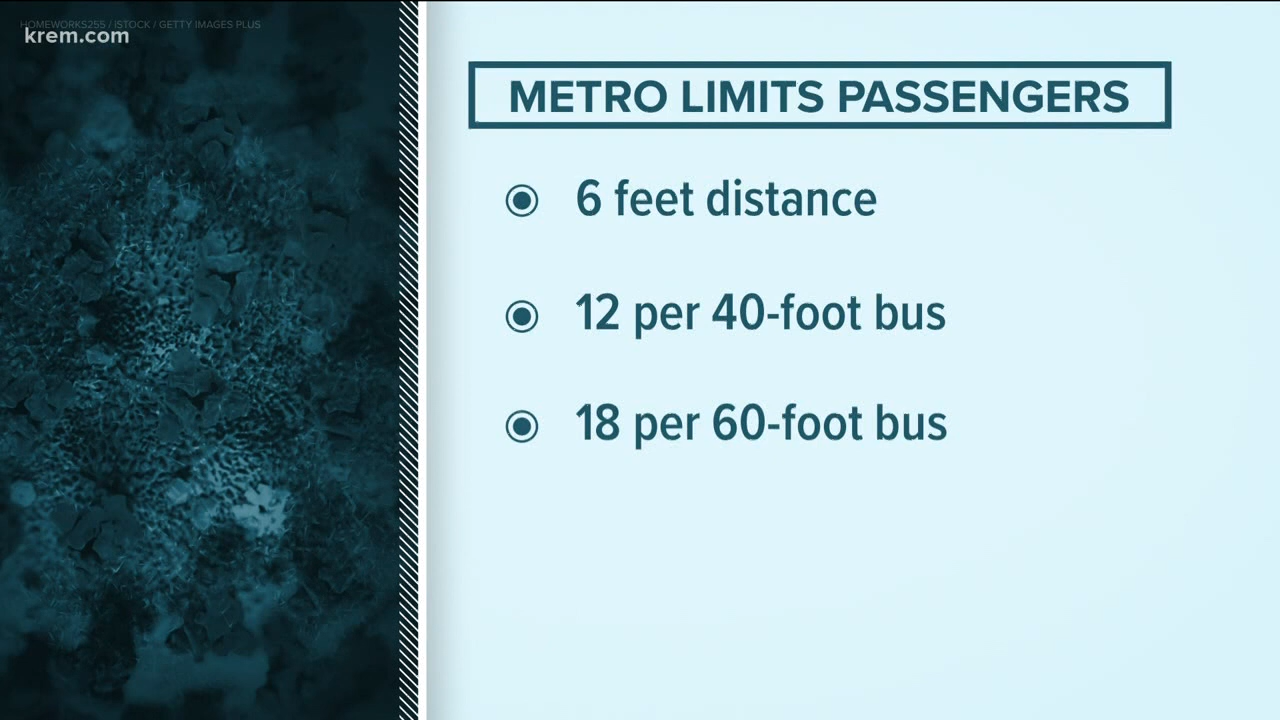 HOMEWORKS255 / ISTOCK / GETTY IMAGES PLUS
krem.com
METRO LIMITS PASSENGERS
6 feet distance
12 per 40-foot bus
18 per 60-foot bus